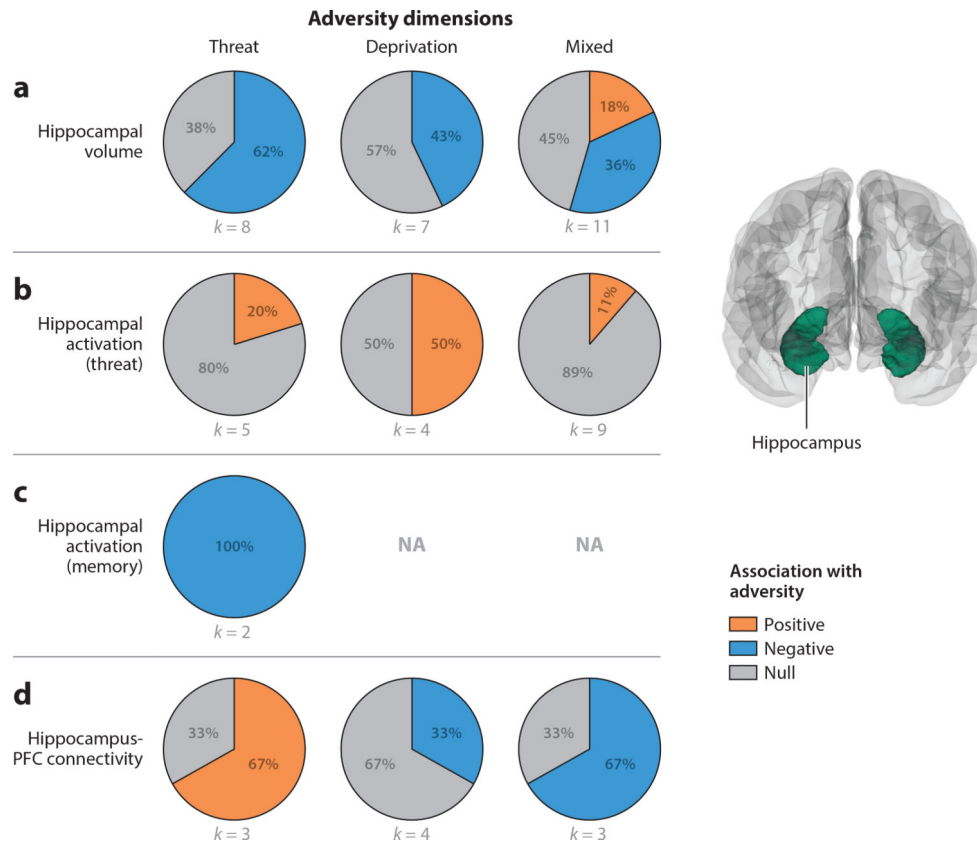 Adversity dimensions
Threat
Deprivation
Mixed
a
Hippocampal
volume
38%
62%
k = 8
57%
43%
k = 7
18%
45%
36%
k = 11
b
Hippocampal
activation
(threat)
20%
80%
k = 5
50%
50%
k = 4
11%
89%
k = 9
Hippocampus
c
Hippocampal
activation
(memory)
100%
k = 2
NA
NA
Association with
adversity
Positive
Negative
Null
d
Hippocampus-
PFC connectivity
33%
67%
k = 3
33%
67%
k = 4
33%
67%
k = 3